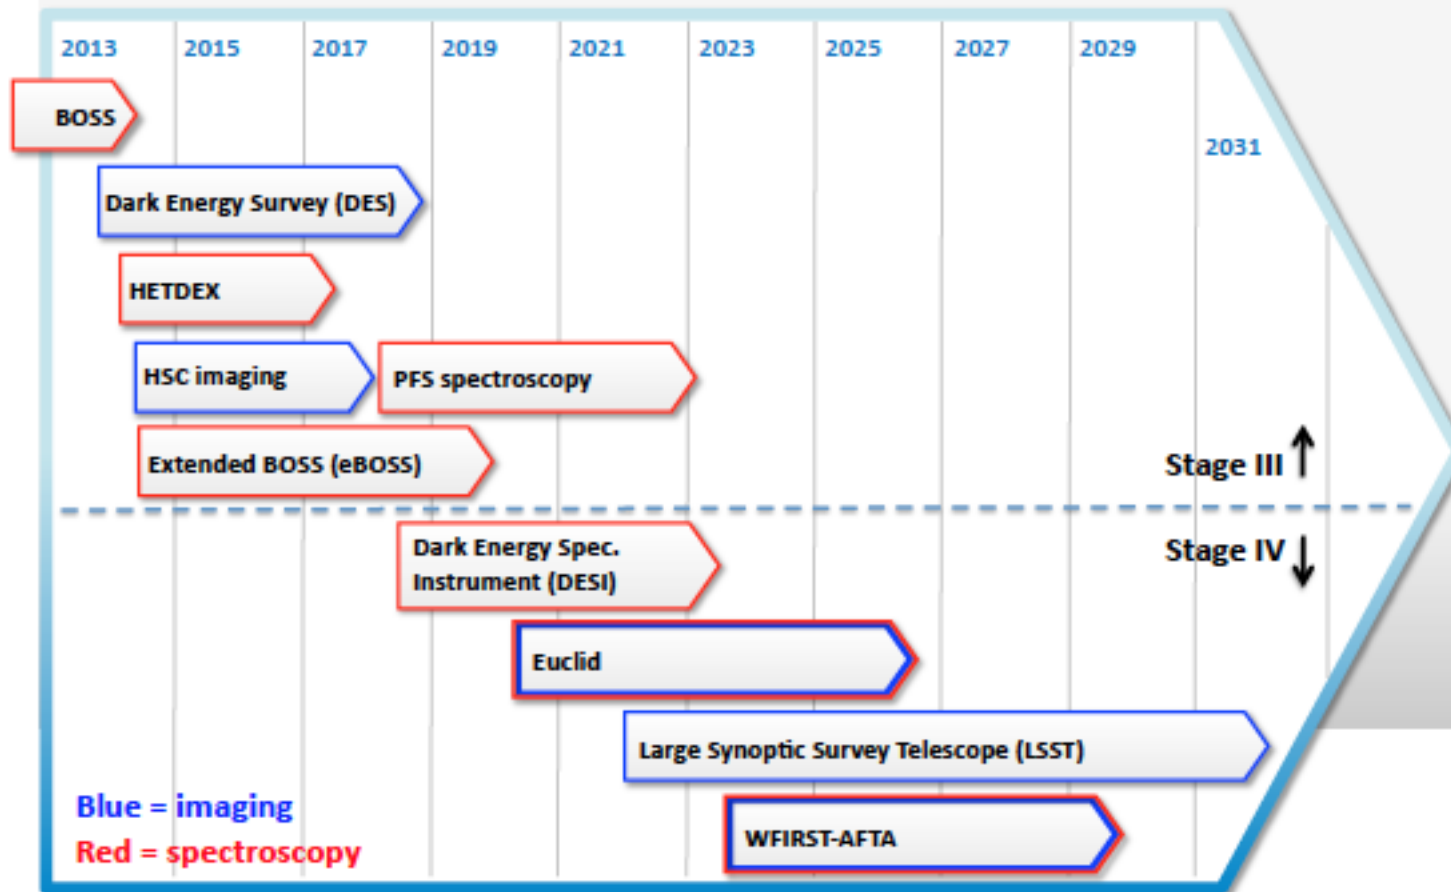 2013 2015 2017 2019 2021 2023 2025 2027 2029
BOSS
2031
Dark Energy Survey (DES)
HETDEX
HSC imaging PFS spectroscopy
Extended BOSS (eBOSS) Stage III
Dark Energy Spec.
Instrument (DESI)
Stage IV
Euclid
Large Synoptic Survey Telescope (LSST)
Blue = imaging
WFIRST-AFTA
Red = spectroscopy